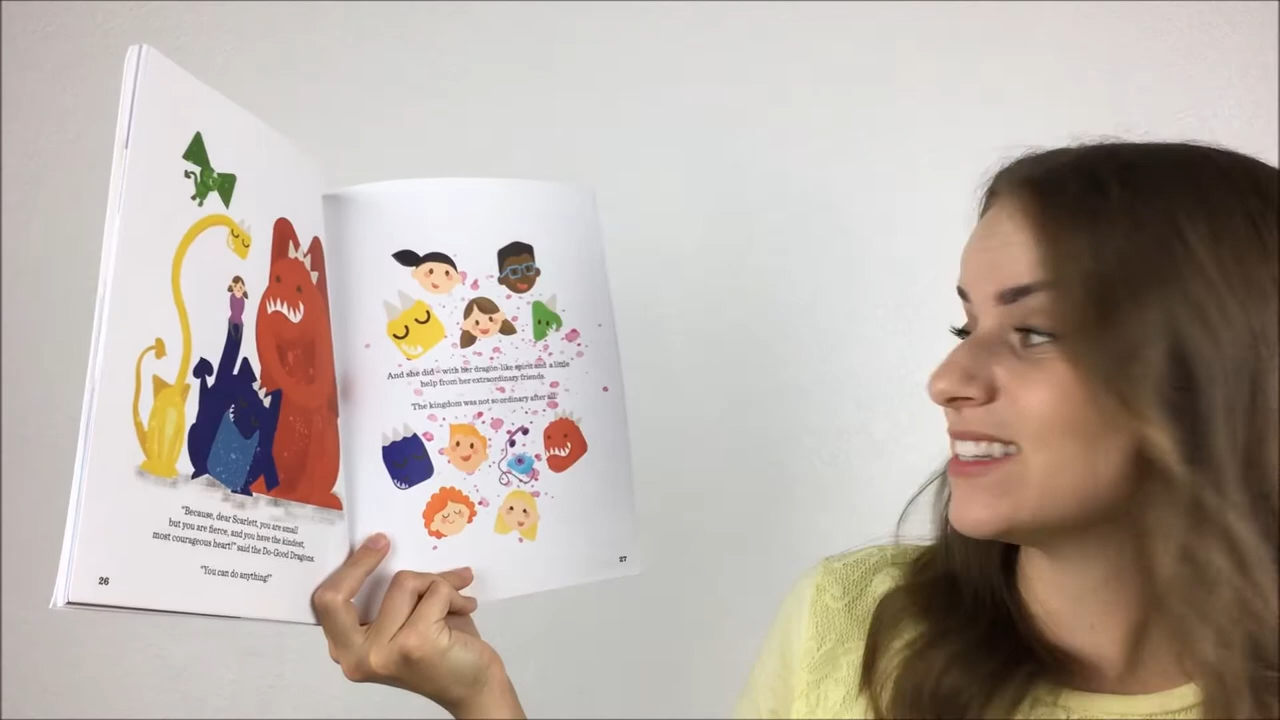 "Because, dear Scarlett, you are small
but you are fierce, and you have the kindest,
most courageous heart!" said the Do-Good Dragons.
"You can do anything!"
26
And she did – with her dragon-like spirit and a little
help from her extraordinary friends.
The kingdom was not so ordinary after all.
27